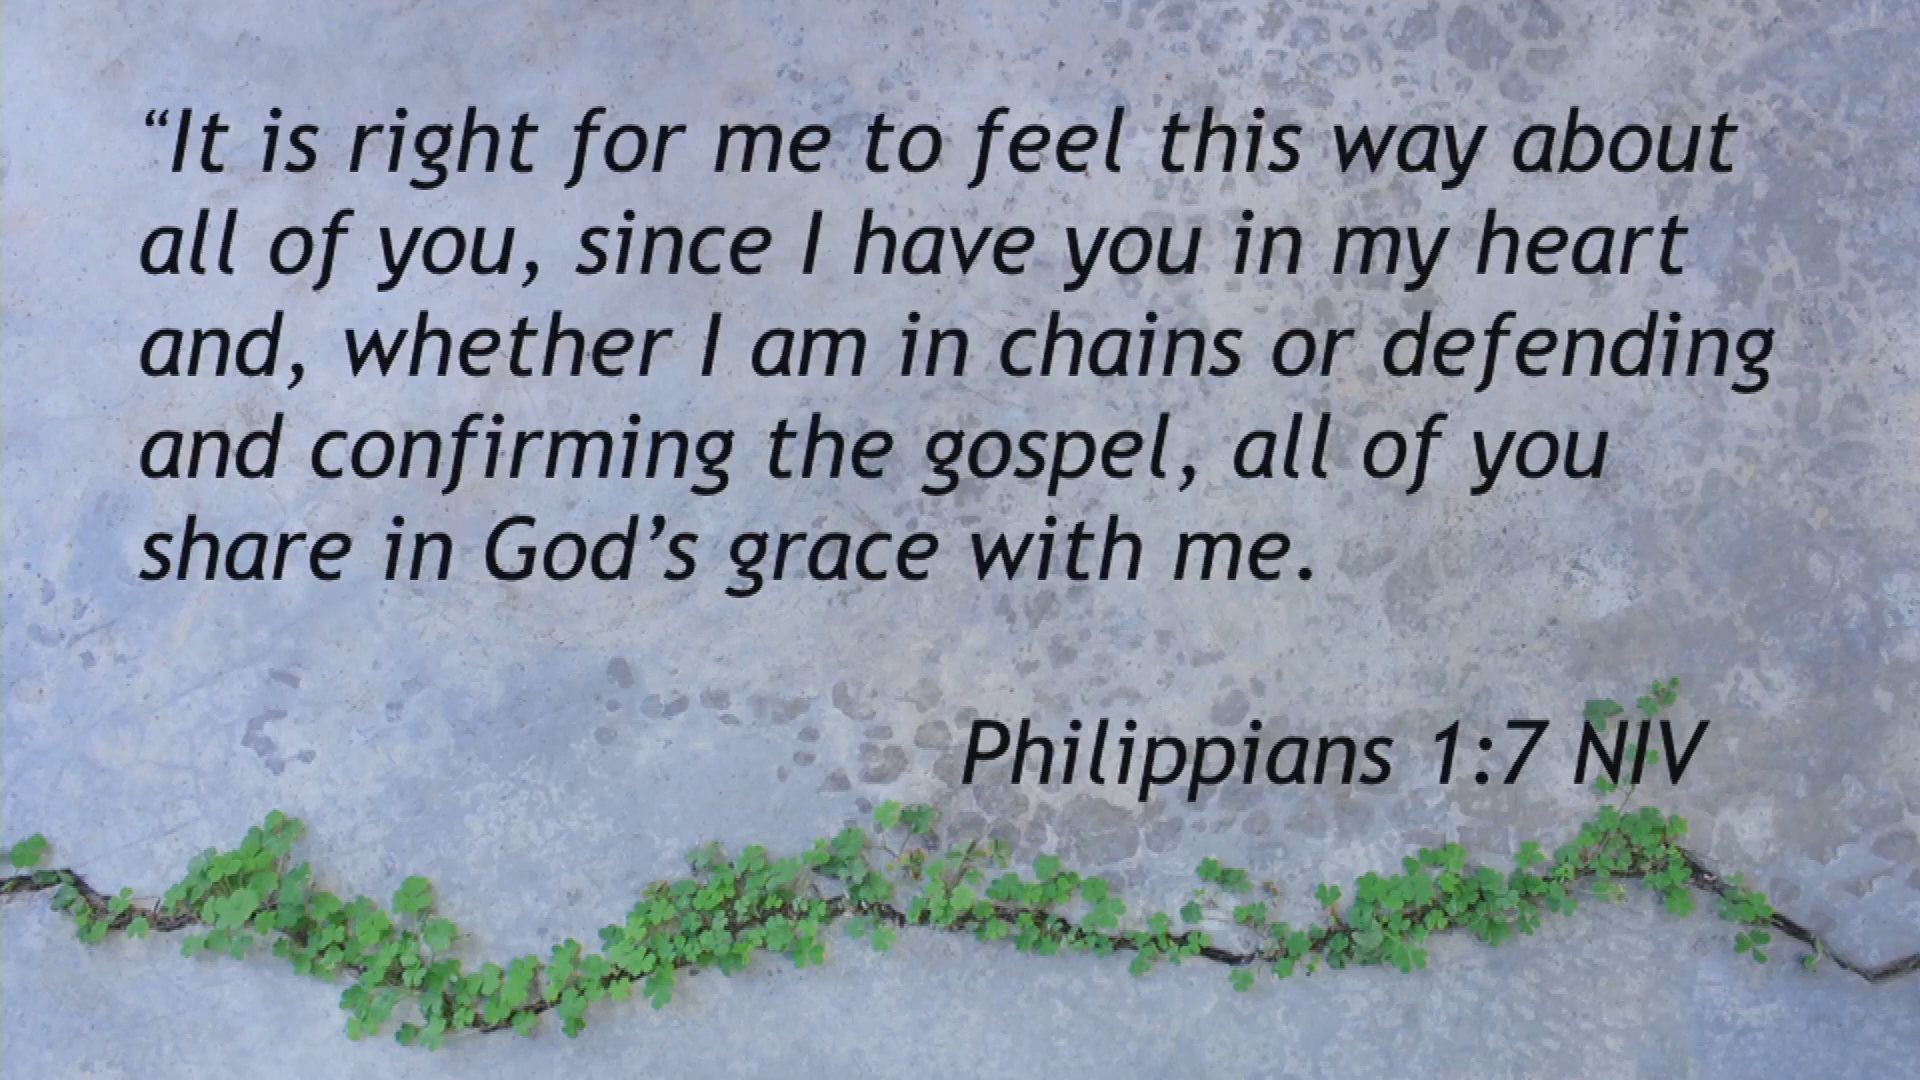 “It is right for me to feel this way about
all of you, since I have you in my heart
and, whether I am in chains or defending
and confirming the gospel, all of you
share in God’s grace with me.
Philippians 1:7 NIV